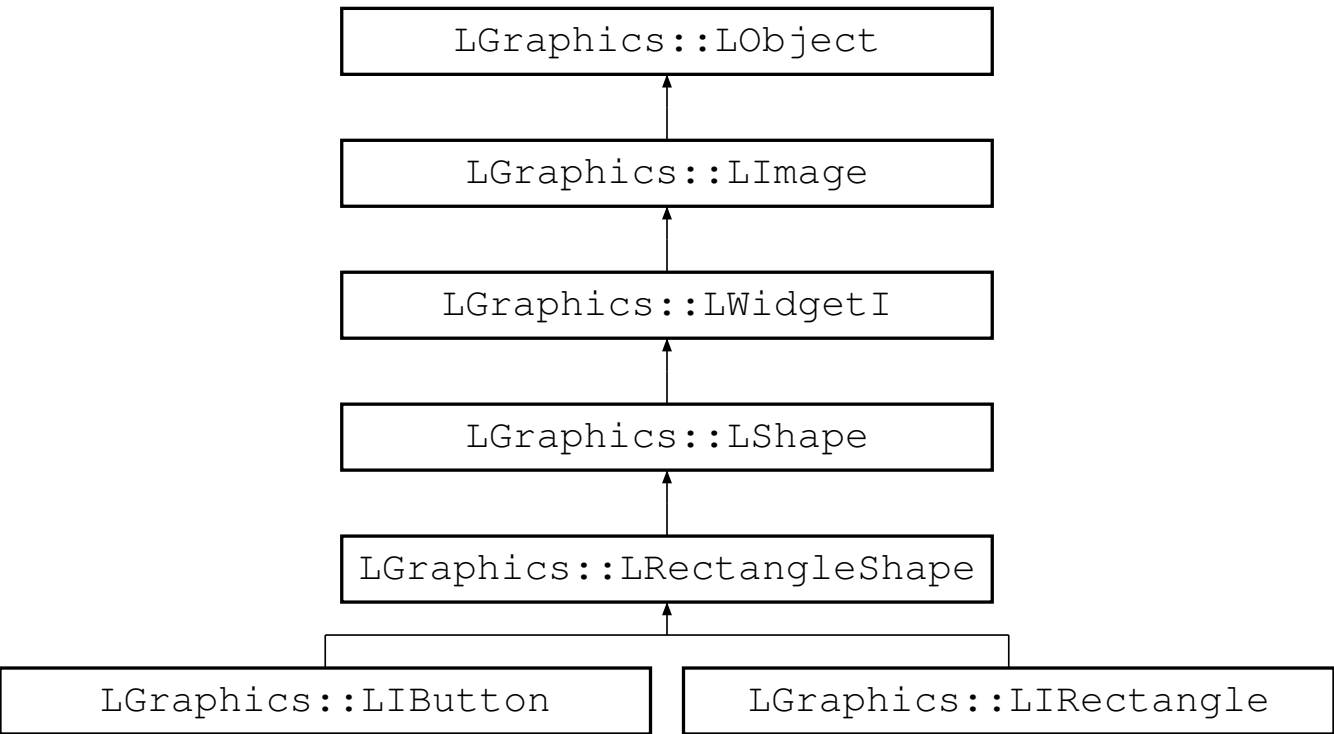 LGraphics::LObject
LGraphics::LImage
LGraphics::LWidgetI
LGraphics::LShape
LGraphics::LRectangleShape
LGraphics::LIButton
LGraphics::LIRectangle